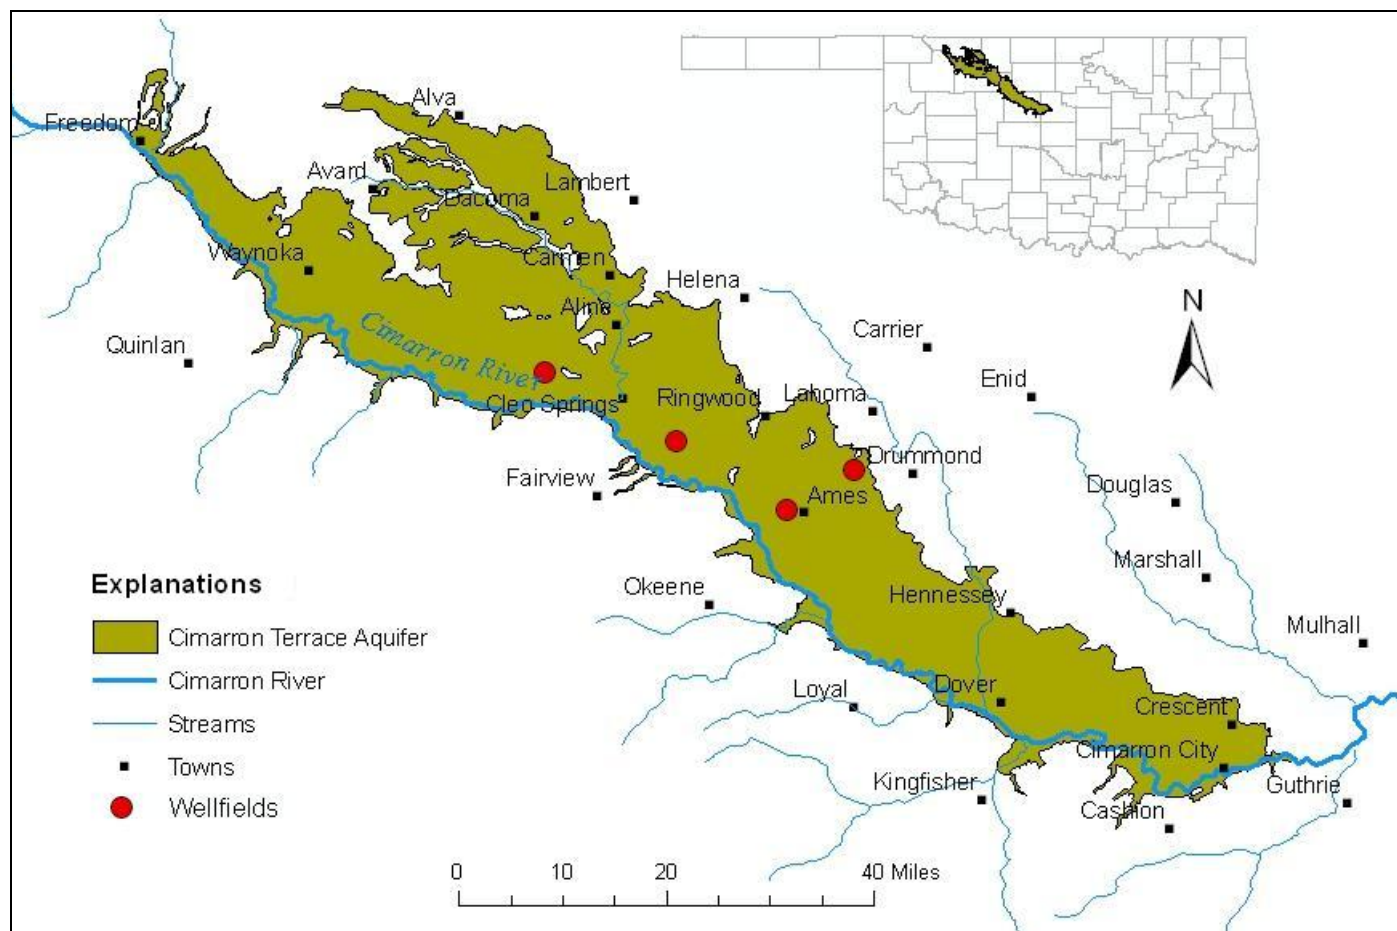 Alva
Freedom
Avard
Lambert
Dacoma
Waynoka
Carmen
Helena
N
Aline
Cimarron River
Carrier
Quinlan
Enid
Cleo Springs
Ringwood
Lahoma
Fairview
Drummond
Ames
Douglas
Marshall
Explanations
Okeene
Hennessey
Cimarron Terrace Aquifer
Mulhall
Cimarron River
Loyal
Dover
Streams
Crescent
Towns
Cimarron City
Kingfisher
Guthrie
Wellfields
Cashion
0 10 20 40 Miles